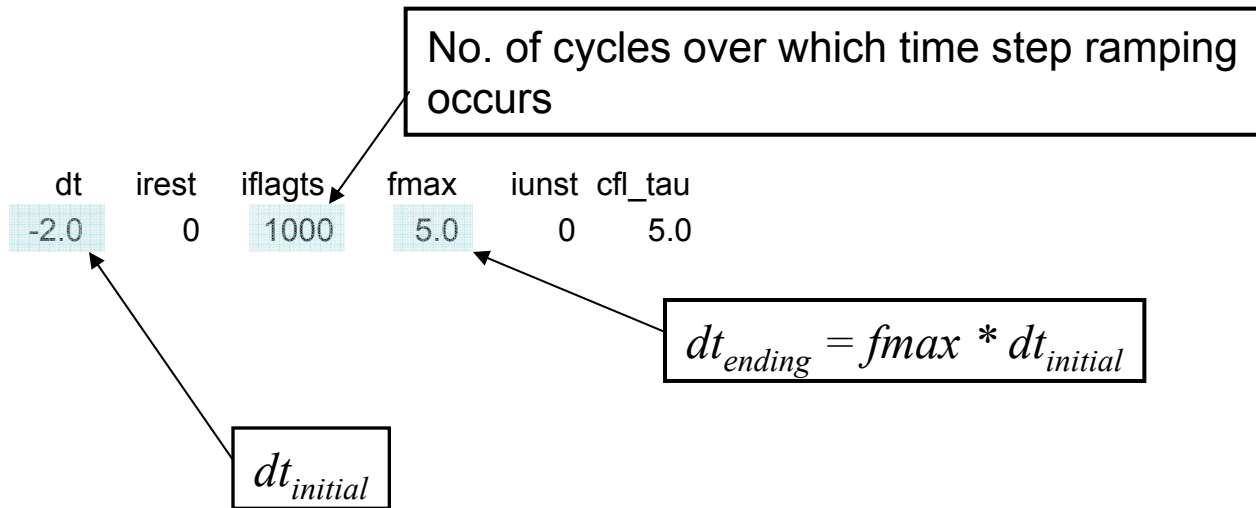 No. of cycles over which time step ramping
occurs
dt irest iflagts fmax iunst cfl_tau
-2.0 0 1000 5.0 0 5.0
dt_ending = fmax * dt_initial
dt_initial